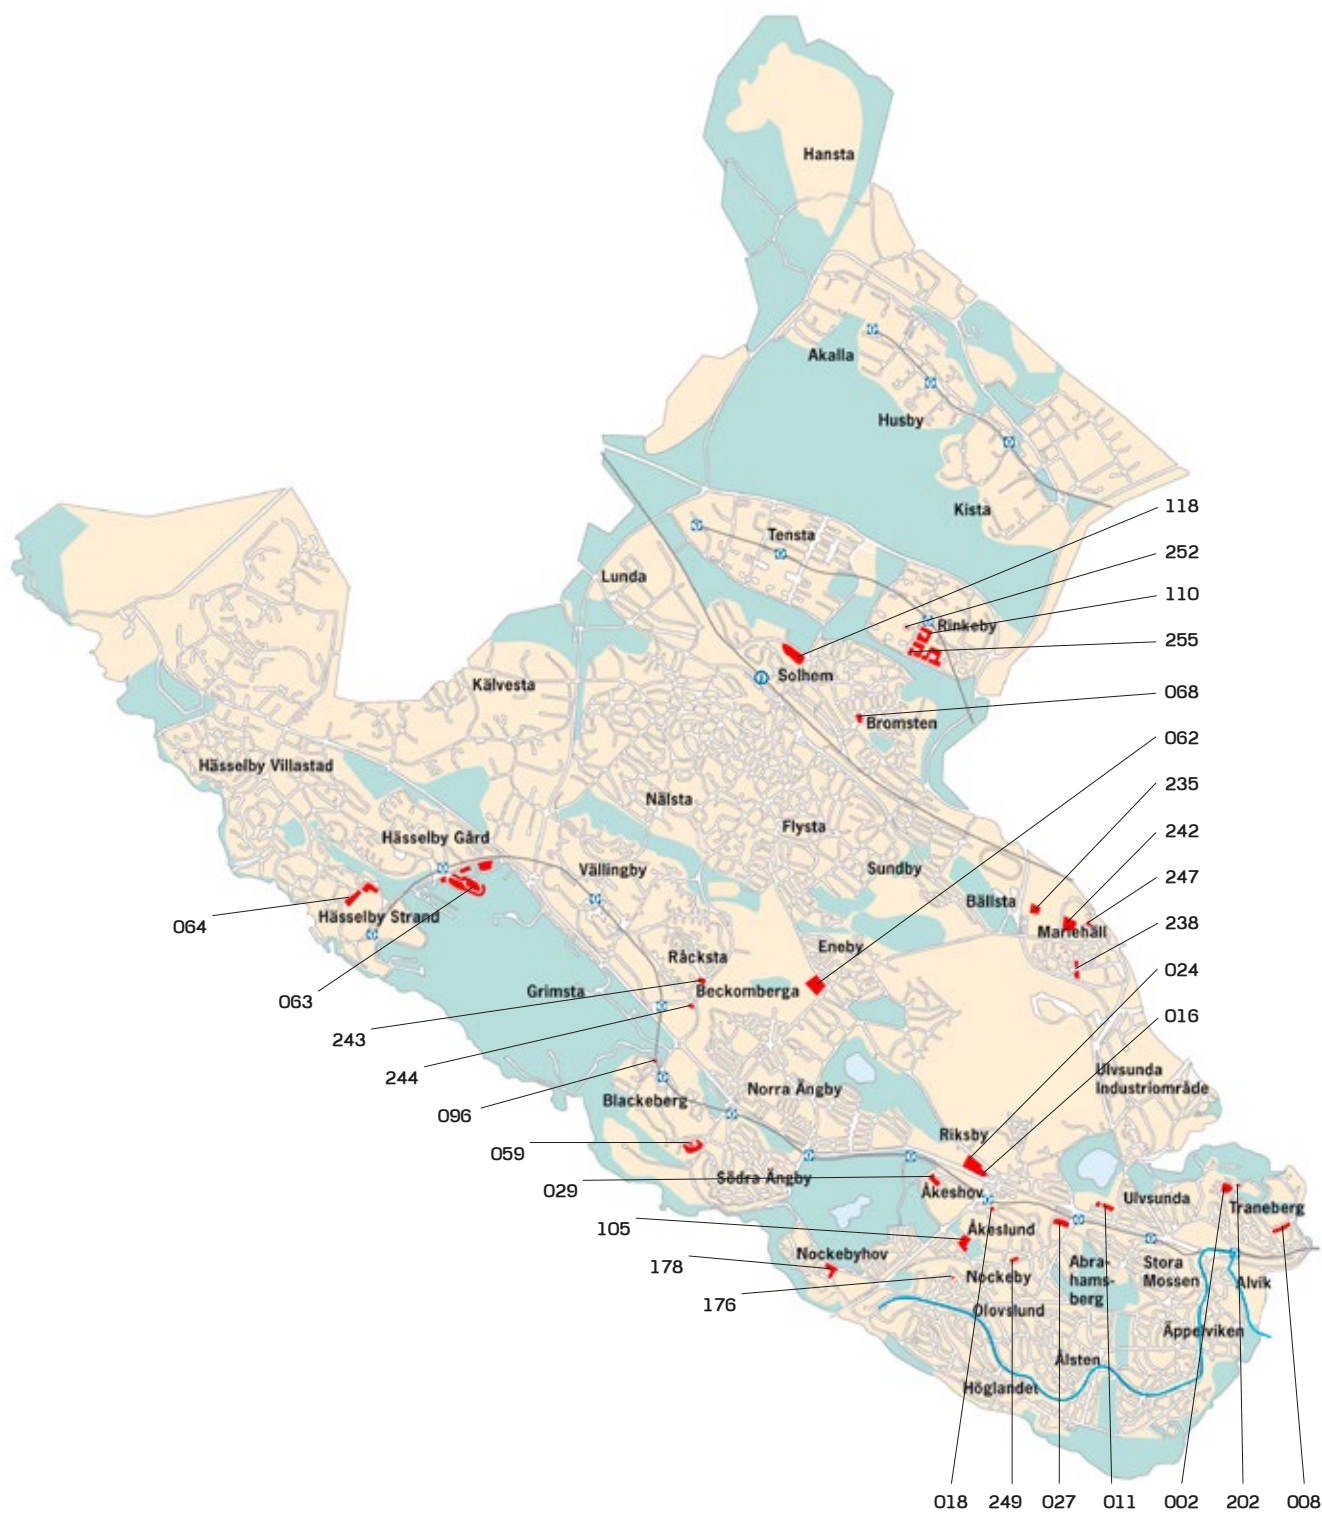 Hansta
Akalla
Husby
Kista
118
Tensta
252
Lunda
110
Rinkeby
255
Solhem
Kälvesta
068
Bromsten
062
Hässelby Villastad
235
Nälsta
Flysta
242
Hässelby Gård
Vällingby
Sundby
247
Bällsta
Hässelby Strand
064
238
Mariehäll
Eneby
Råcksta
024
Grimsta
Beckomberga
063
016
243
244
Ulvsunda
Industriområde
Norra Ängby
Blackeberg
096
Riksby
059
Södra Ängby
029
Åkeshov
Ulvsunda
Traneberg
105
Åkeslund
Nockebyhov
178
Abra-
hams-
berg
Stora
Mossen
Alvik
Nockeby
176
Olovslund
Äppelviken
Ålsten
Höglandet
018
249
027
011
002
202
008